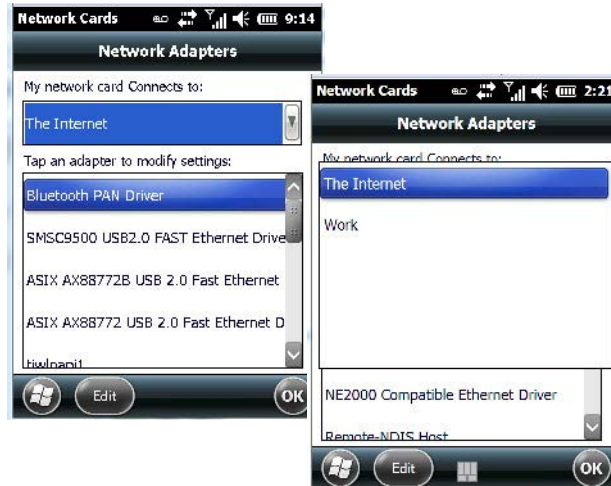 Network Cards 9:14
Network Adapters
My network card Connects to:
The Internet
Tap an adapter to modify settings:
Bluetooth PAN Driver
SMSC9500 USB2.0 FAST Ethernet Drive
ASIX AX88772B USB 2.0 Fast Ethernet
ASIX AX88772 USB 2.0 Fast Ethernet D
tiwlnapi1
Edit
OK
Network Cards 2:21
Network Adapters
My network card Connects to:
The Internet
Work
NE2000 Compatible Ethernet Driver
Remote-NDIS Host
Edit
OK